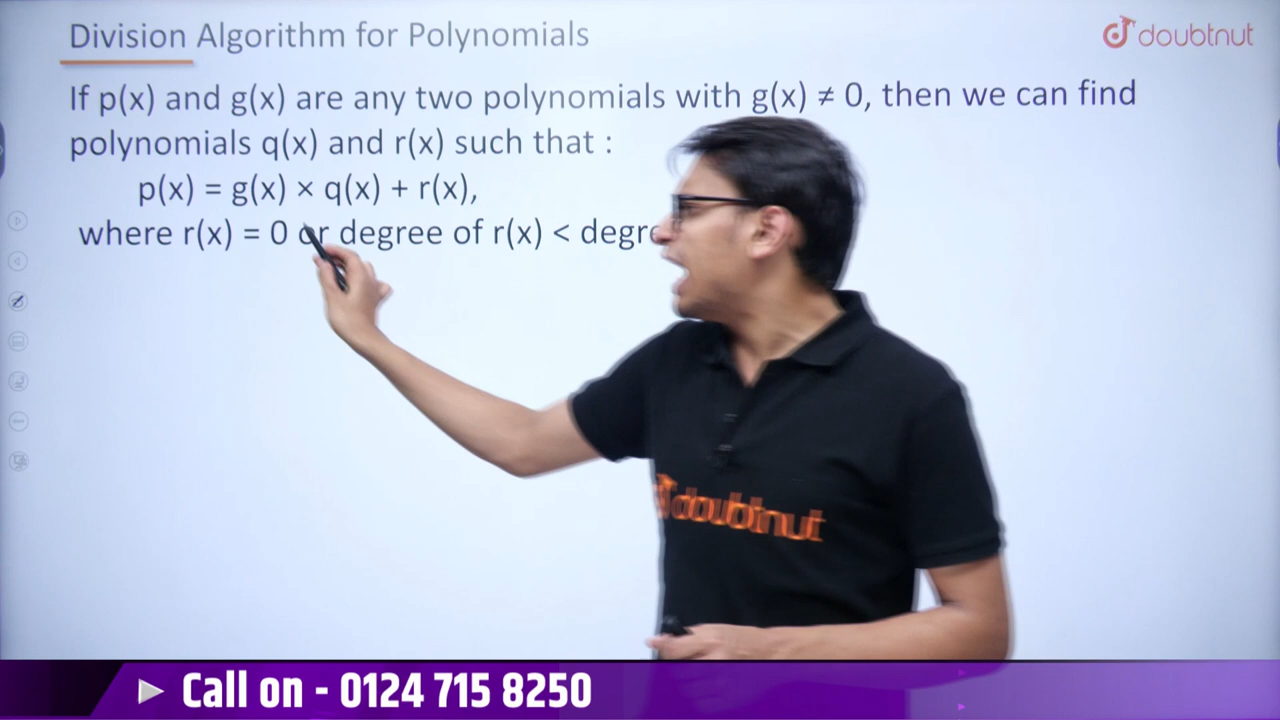 Division Algorithm for Polynomials
doubtnut
If p(x) and g(x) are any two polynomials with g(x) ≠ 0, then we can find
polynomials q(x) and r(x) such that :
p(x) = g(x) × q(x) + r(x),
where r(x) = 0 or degree of r(x) <
doubtnut
Call on - 0124 715 8250